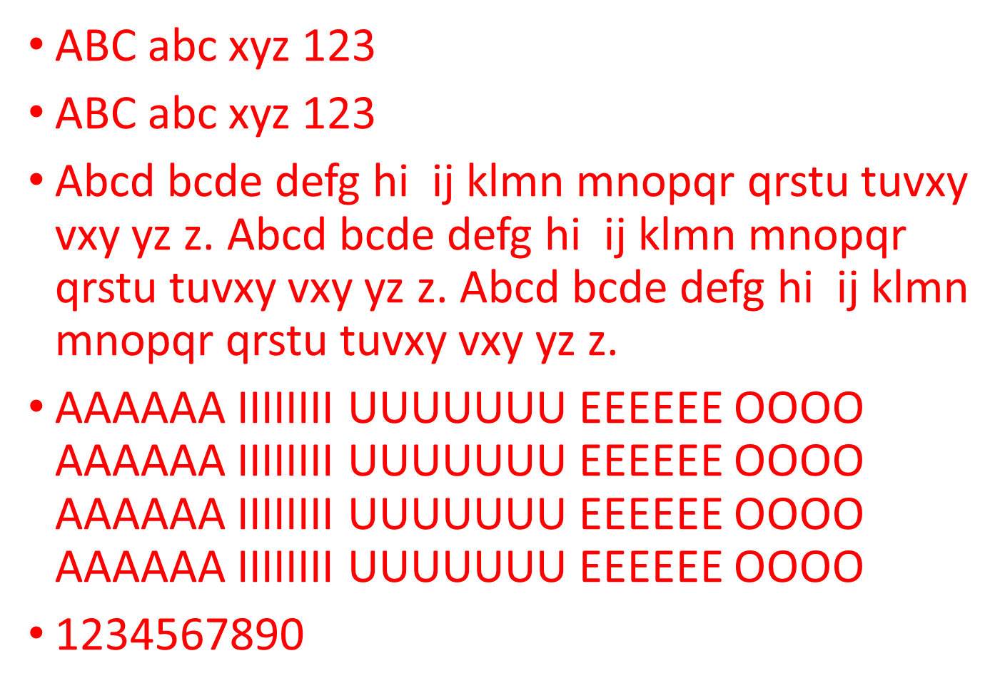 • ABC abc xyz 123
• ABC abc xyz 123
• Abcd bcde defg hi  ij klmn mnopqr qrstu tuvxy
vxy yz z. Abcd bcde defg hi  ij klmn mnopqr
qrstu tuvxy vxy yz z. Abcd bcde defg hi  ij klmn
mnopqr qrstu tuvxy vxy yz z.
• AAAAAA IIIIIIII UUUUUUU EEEEEE OOOO
AAAAAA IIIIIIII UUUUUUU EEEEEE OOOO
AAAAAA IIIIIIII UUUUUUU EEEEEE OOOO
AAAAAA IIIIIIII UUUUUUU EEEEEE OOOO
• 1234567890